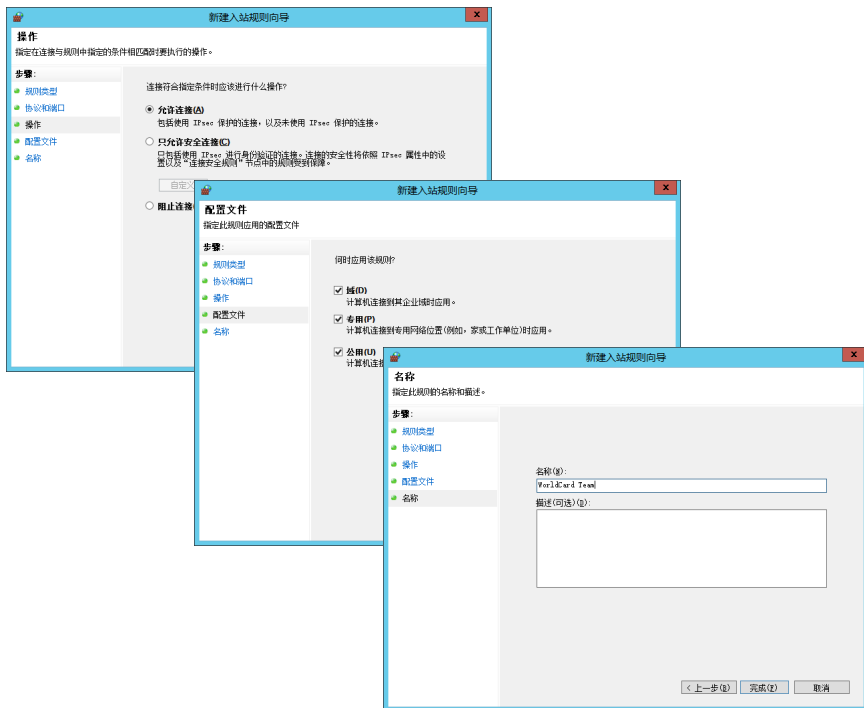 新建入站规则向导
x
操作
指定在连接与规则中指定的条件相匹配时要执行的操作。
步骤:
规则类型
协议和端口
操作
配置文件
名称
连接符合指定条件时应该进行什么操作?
允许连接(A)
包括使用 IPsec 保护的连接，以及未使用 IPsec 保护的连接。
只允许安全连接(C)
只包括使用 IPsec 进行身份验证的连接。连接的安全性将依照 IPsec 属性中的设
置以及“连接安全规则”节点中的规则受到保障。
自定义
阻止连接(
新建入站规则向导
x
配置文件
指定此规则应用的配置文件
步骤:
规则类型
协议和端口
操作
配置文件
名称
何时应用该规则?
域(D)
计算机连接到其企业域时应用。
专用(P)
计算机连接到专用网络位置(例如，家或工作单位)时应用。
公用(U)
计算机连接
新建入站规则向导
x
名称
指定此规则的名称和描述。
步骤:
规则类型
协议和端口
操作
配置文件
名称
名称(N):
WorldCard Team
描述(可选)(D):
< 上一步(B)
完成(F)
取消